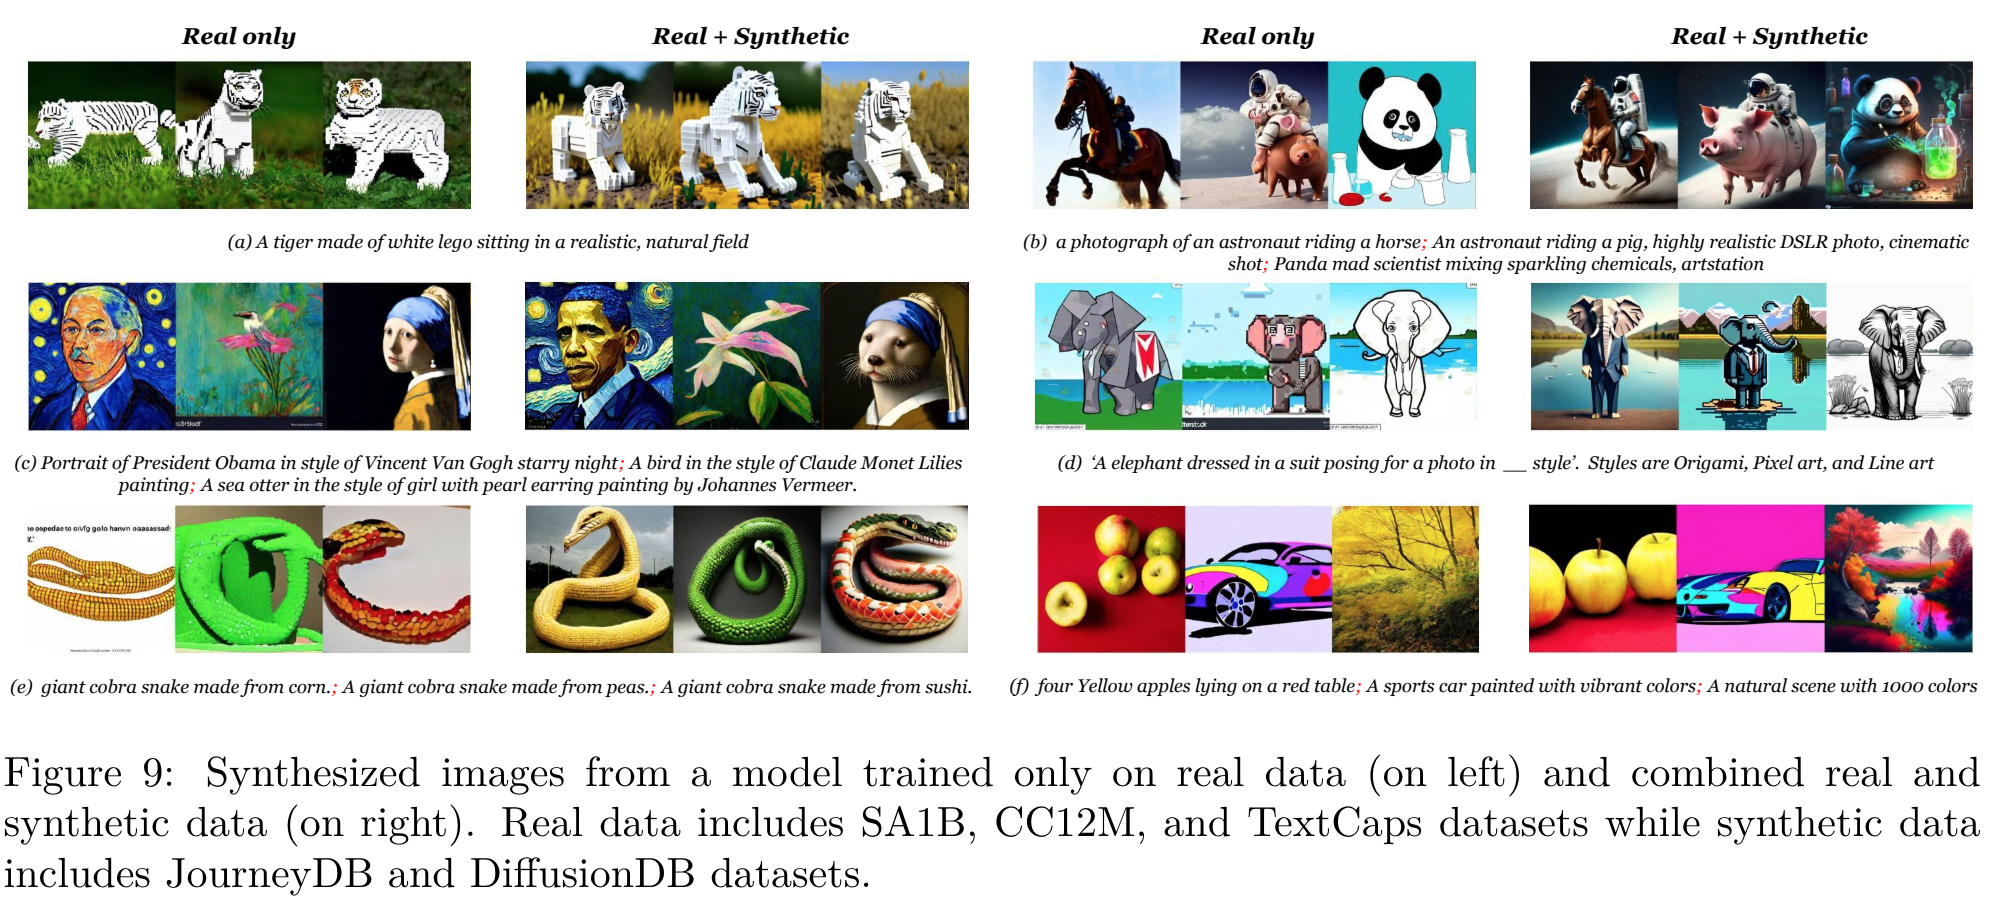 Real only
Real + Synthetic
Real only
Real + Synthetic
(a) A tiger made of white lego sitting in a realistic, natural field
(b) a photograph of an astronaut riding a horse; An astronaut riding a pig, highly realistic DSLR photo, cinematic
shot; Panda mad scientist mixing sparkling chemicals, artstation
(c) Portrait of President Obama in style of Vincent Van Gogh starry night; A bird in the style of Claude Monet Lilies
painting; A sea otter in the style of girl with pearl earring painting by Johannes Vermeer.
(d) ‘A elephant dressed in a suit posing for a photo in __ style’. Styles are Origami, Pixel art, and Line art
(e) giant cobra snake made from corn.; A giant cobra snake made from peas.; A giant cobra snake made from sushi.
(f) four Yellow apples lying on a red table; A sports car painted with vibrant colors; A natural scene with 1000 colors
Figure 9: Synthesized images from a model trained only on real data (on left) and combined real and
synthetic data (on right). Real data includes SA1B, CC12M, and TextCaps datasets while synthetic data
includes JourneyDB and DiffusionDB datasets.